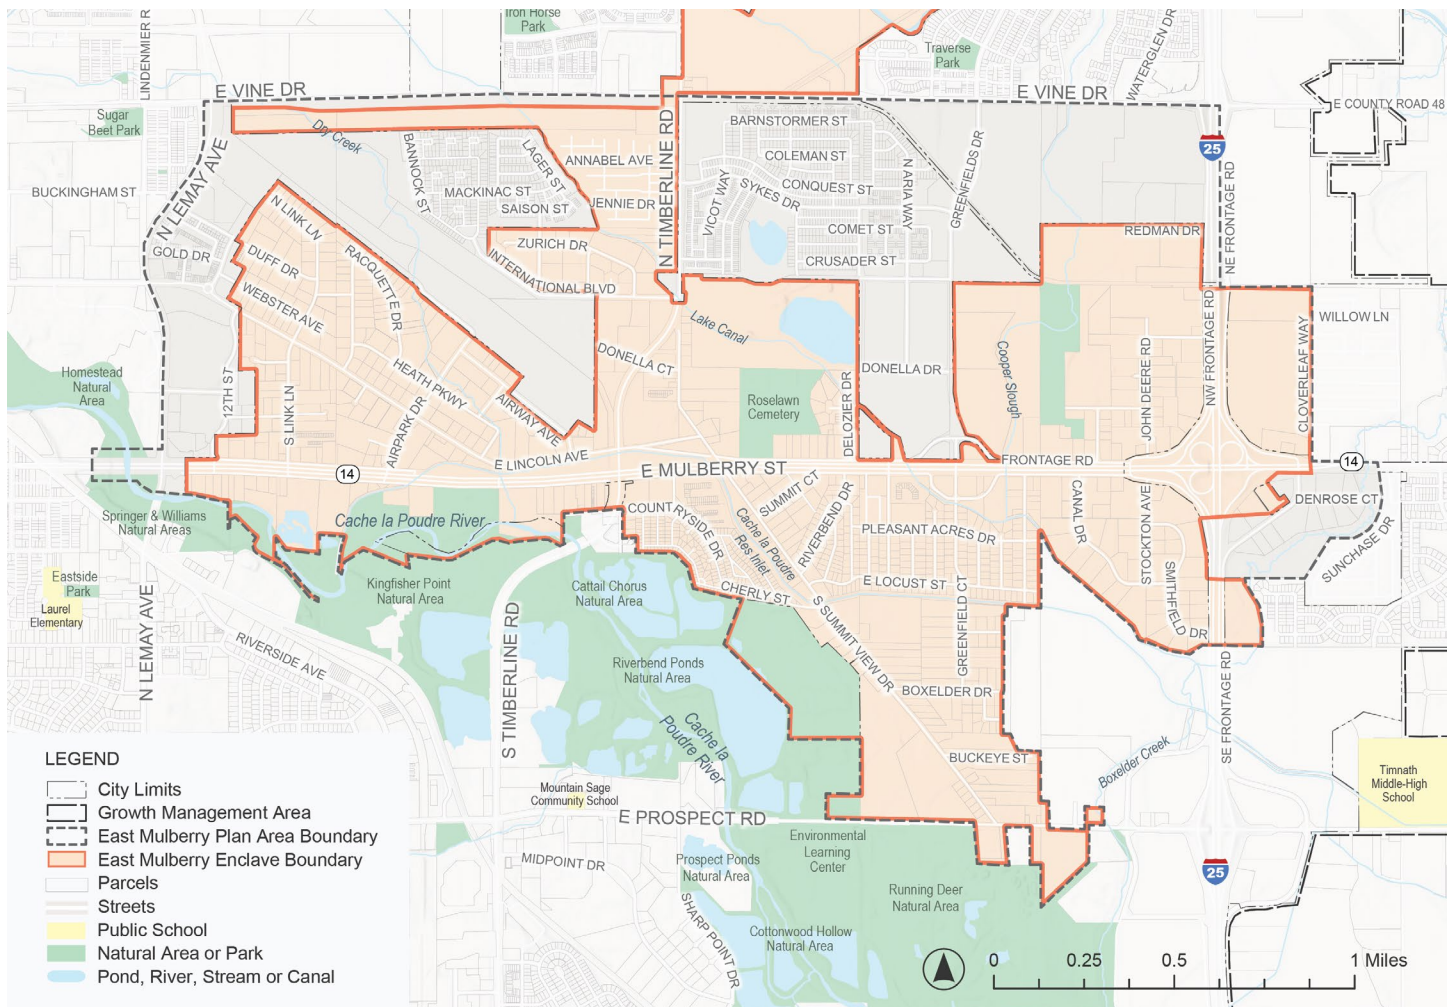 Iron Horse
Park
LINDENMIER R
Traverse
Park
WATERGLEN DR
E VINE DR
E VINE DR
E COUNTY ROAD 48
Sugar
Beet Park
Dry Creek
BARNSTORMER ST
COLEMAN ST
CONQUEST ST
SYKES DR
VICOT WAY
NARIA WAY
GREENFIELDS DR
COMET ST
CRUSADER ST
25
NE FRONTAGE RD
REDMAN DR
BUCKINGHAM ST
N LEMAY AVE
BANNOCK ST
LAGER ST
MACKINAC ST
SAISON ST
ANNABEL AVE
JENNIE DR
N TIMBERLINE RD
ZURICH DR
INTERNATIONAL BLVD
GOLD DR
N LINK LN
DUFF DR
RACQUETTE DR
WEBSTER AVE
Lake Canal
DONELLA CT
DONELLA DR
Cooper Slough
JOHN DEERE RD
NW FRONTAGE RD
CLOVERLEAF WAY
WILLOW LN
Homestead
Natural
Area
12TH ST
S LINK LN
HEATH PKWY
AIRPARK DR
AIRWAY AVE
Roselawn
Cemetery
DELOZIER DR
E LINCOLN AVE
14
E MULBERRY ST
FRONTAGE RD
14
DENROSE CT
SUNCHASE DR
Springer & Williams
Natural Areas
Cache la Poudre River
COUNTRYSIDE DR
SUMMIT CT
RIVERBEND DR
Cache la Poudre
Res Inlet
PLEASANT ACRES DR
CANAL DR
STOCKTON AVE
SMITHFIELD DR
Eastside
Park
Laurel
Elementary
N LEMAY AVE
RIVERSIDE AVE
Kingfisher Point
Natural Area
Cattail Chorus
Natural Area
CHERLY ST
E LOCUST ST
GREENFIELD CT
S SUMMIT VIEW DR
S TIMBERLINE RD
Riverbend Ponds
Natural Area
Cache la
Poudre River
BOXELDER DR
BUCKEYE ST
Boxelder Creek
SE FRONTAGE RD
Timnath
Middle-High
School
Mountain Sage
Community School
E PROSPECT RD
MIDPOINT DR
Prospect Ponds
Natural Area
SHARP POINT DR
Environmental
Learning
Center
Running Deer
Natural Area
Cottonwood Hollow
Natural Area
25
LEGEND
City Limits
Growth Management Area
East Mulberry Plan Area Boundary
East Mulberry Enclave Boundary
Parcels
Streets
Public School
Natural Area or Park
Pond, River, Stream or Canal
0 0.25 0.5 1 Miles